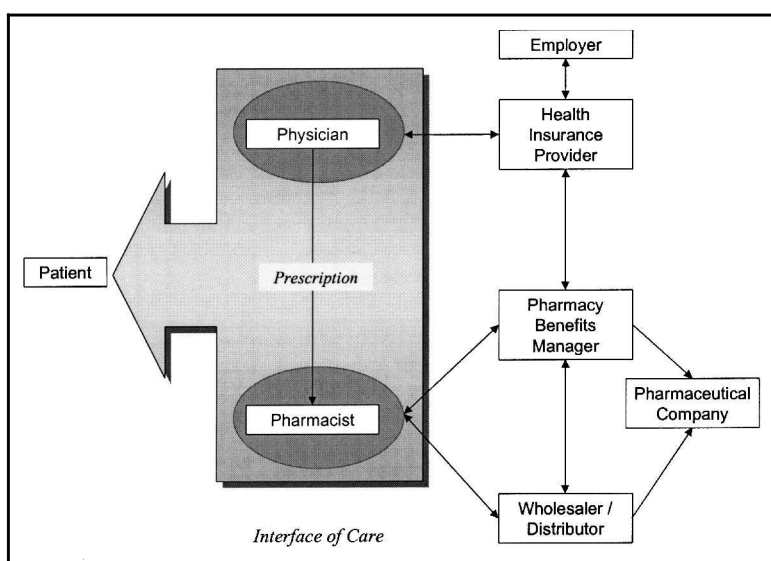 Employer
Physician
Health
Insurance
Provider
Patient
Prescription
Pharmacy
Benefits
Manager
Pharmaceutical
Company
Pharmacist
Wholesaler /
Distributor
Interface of Care